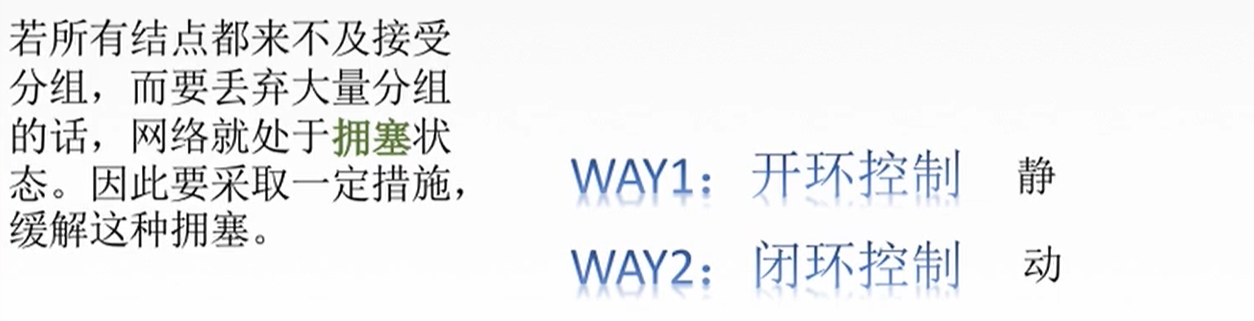 若所有结点都来不及接受
分组，而要丢弃大量分组
的话，网络就处于拥塞状
态。因此要采取一定措施，
缓解这种拥塞。
WAY1：开环控制 静
WAY2：闭环控制 动